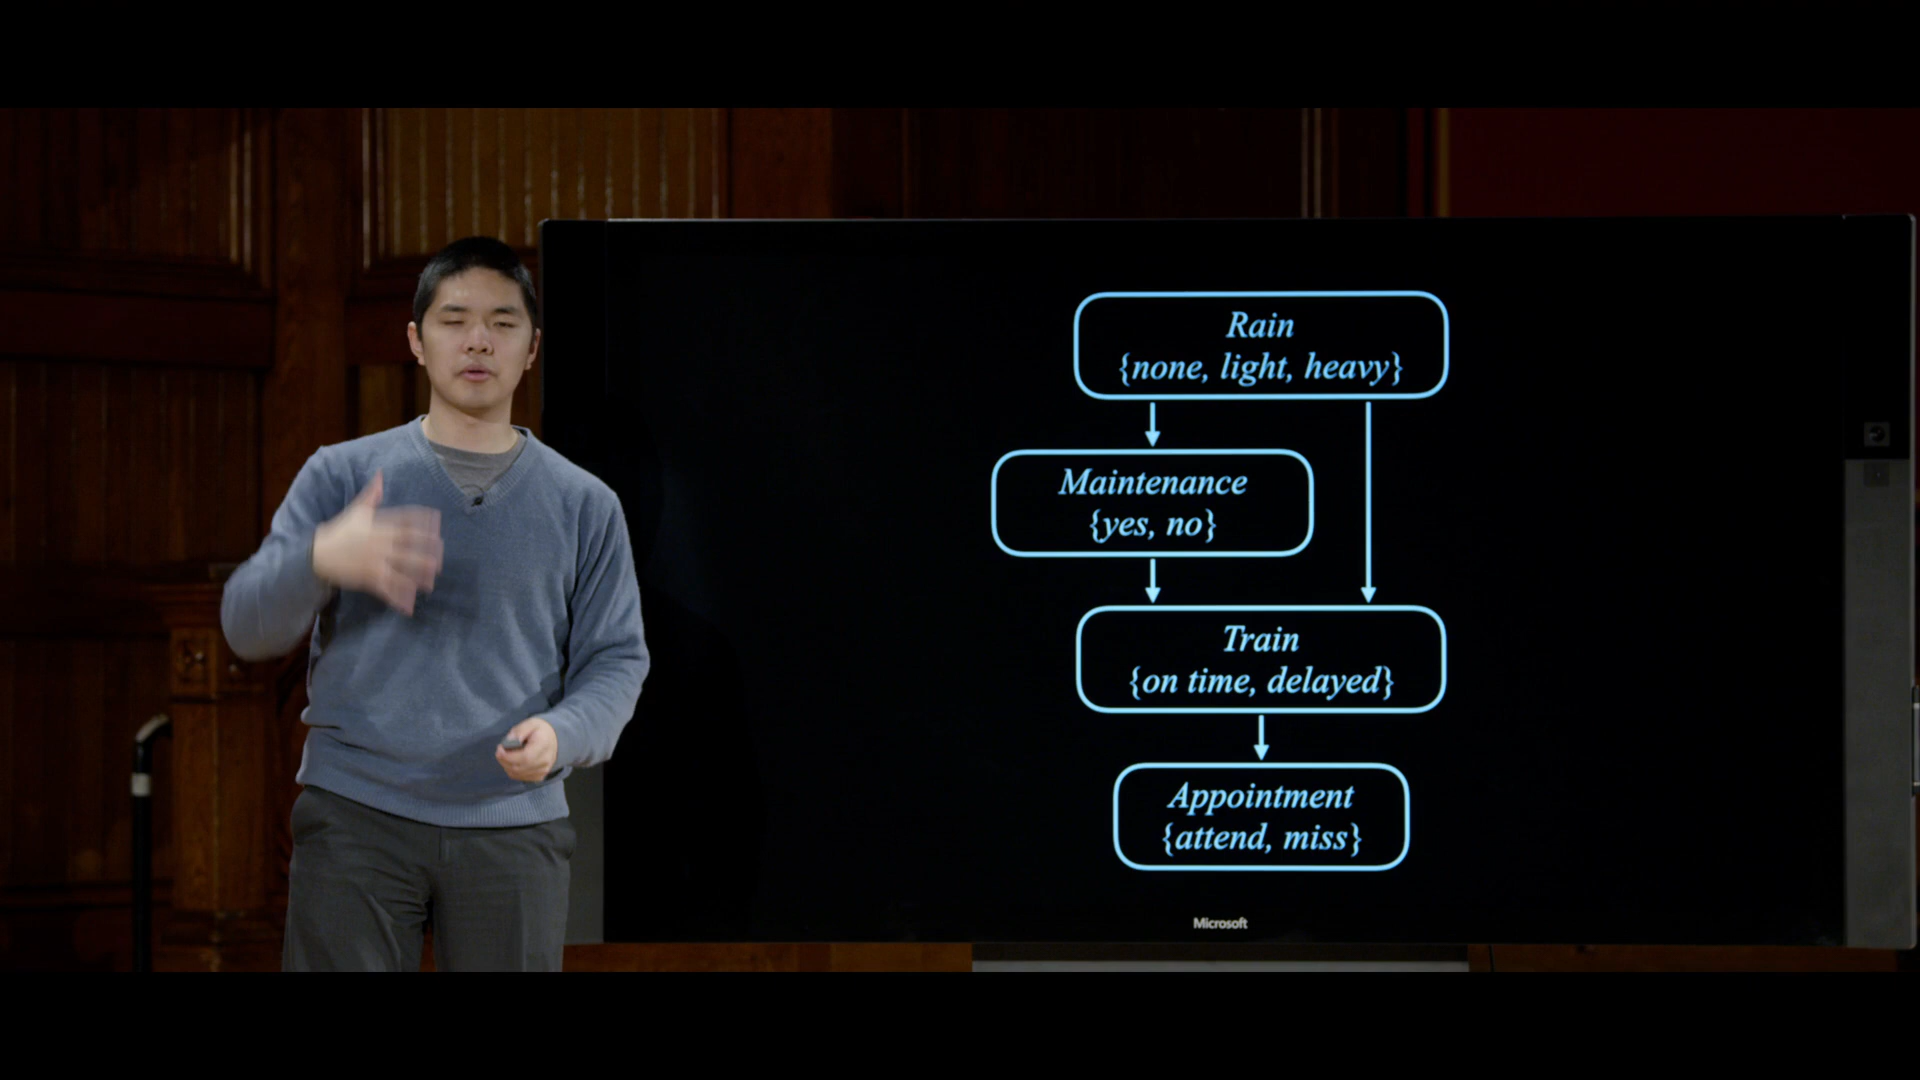 Rain
{none, light, heavy}
Maintenance
{yes, no}
Train
{on time, delayed}
Appointment
{attend, miss}
Microsoft